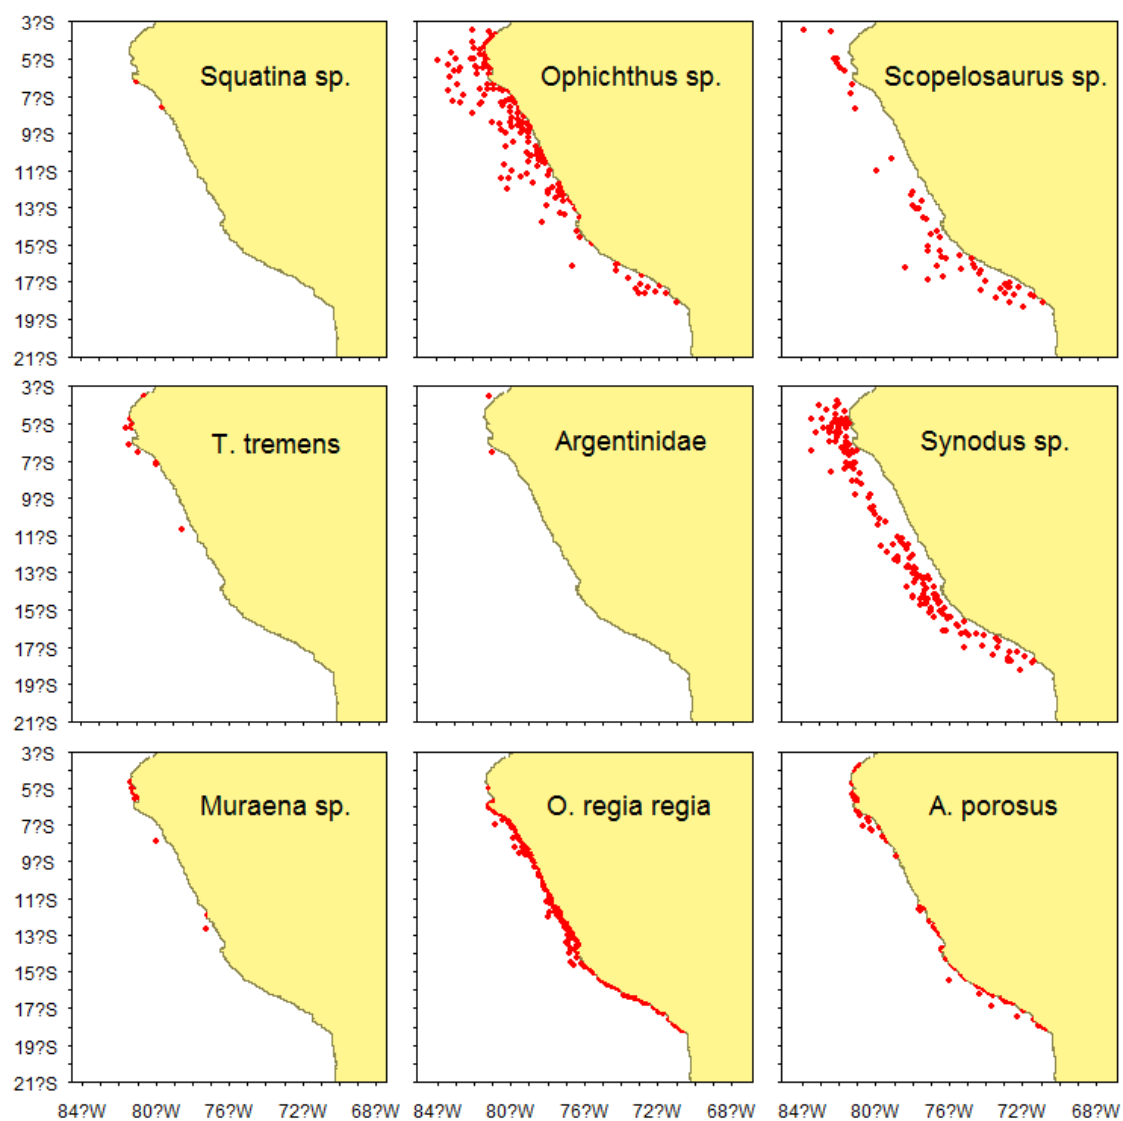 3?S
5?S
7?S
9?S
11?S
13?S
15?S
17?S
19?S
21?S
Squatina sp.
Ophichthus sp.
Scopelosaurus sp.
3?S
5?S
7?S
9?S
11?S
13?S
15?S
17?S
19?S
21?S
T. tremens
Argentinidae
Synodus sp.
3?S
5?S
7?S
9?S
11?S
13?S
15?S
17?S
19?S
21?S
Muraena sp.
O. regia regia
A. porosus
84?W 80?W 76?W 72?W 68?W
80?W 76?W 72?W 68?W
84?W 80?W 76?W 72?W 68?W